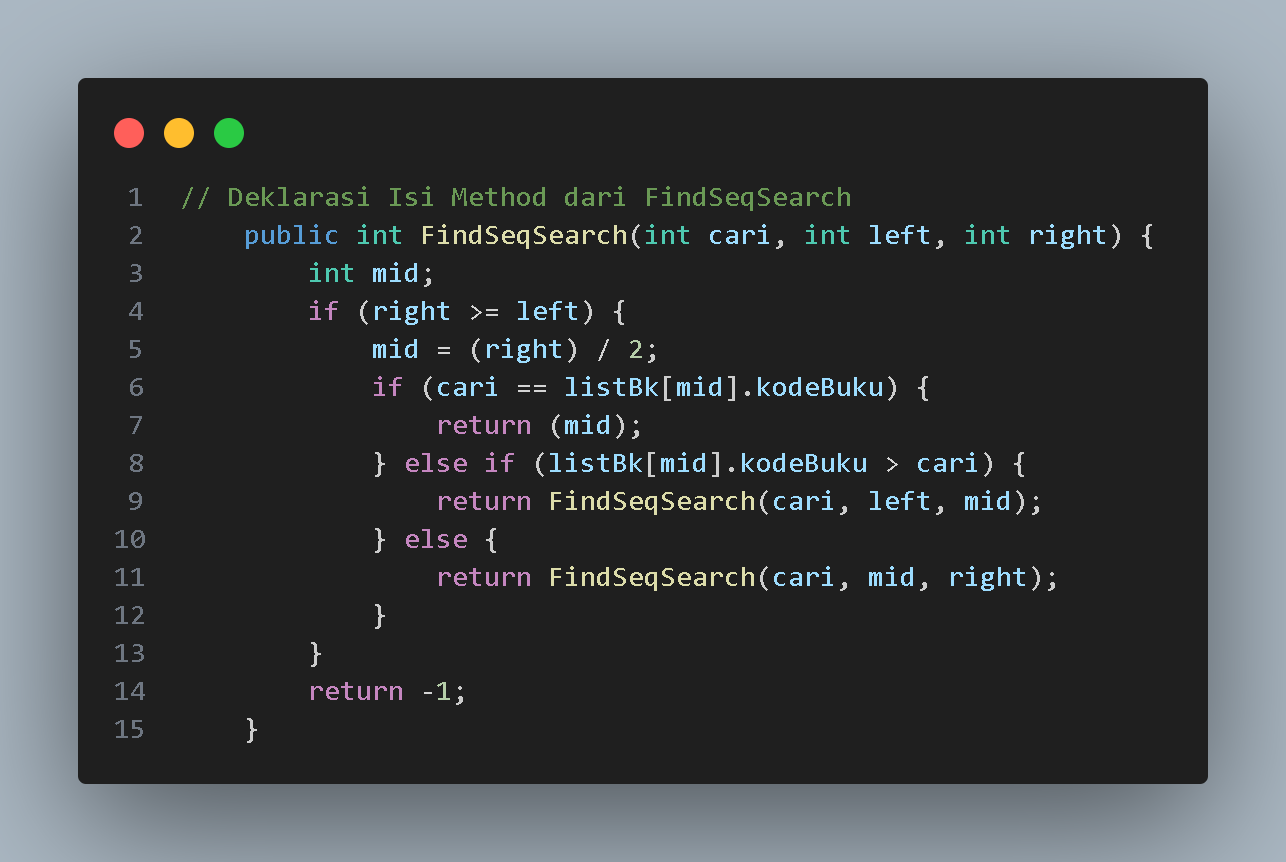 1 // Deklarasi Isi Method dari FindSeqSearch
2     public int FindSeqSearch(int cari, int left, int right) {
3         int mid;
4         if (right >= left) {
5             mid = (right) / 2;
6             if (cari == listBk[mid].kodeBuku) {
7                 return (mid);
8             } else if (listBk[mid].kodeBuku > cari) {
9                 return FindSeqSearch(cari, left, mid);
10             } else {
11                 return FindSeqSearch(cari, mid, right);
12             }
13         }
14         return -1;
15     }